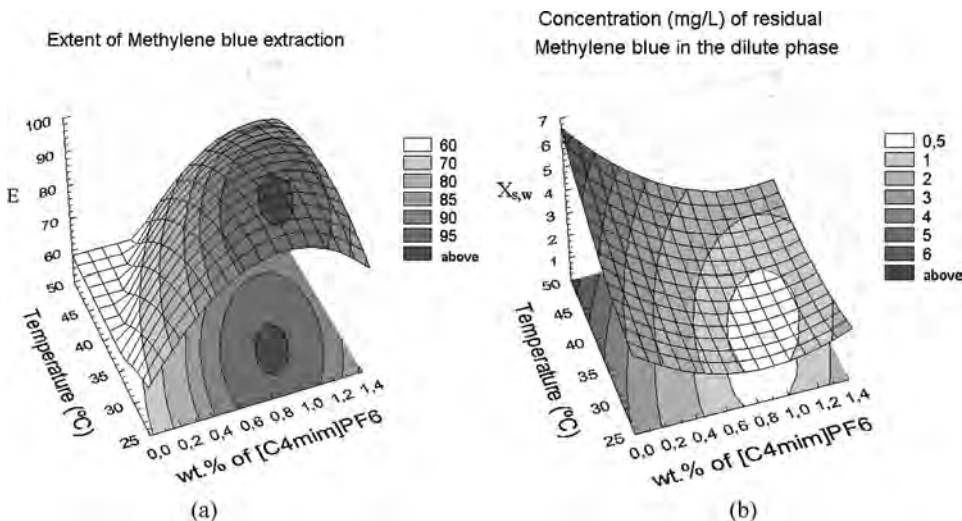 Extent of Methylene blue extraction
100
90
80
E
70
60
50
50
45
40
35
30
25
Temperature (ºC)
0,0 0,2 0,4 0,6 0,8 1,0 1,2 1,4
wt.% of [C4mim]PF6
60
70
80
85
90
95
above
(a)
Concentration (mg/L) of residual
Methylene blue in the dilute phase
7
6
5
4
Xs,w
3
2
1
50
45
40
35
30
25
Temperature (ºC)
0,0 0,2 0,4 0,6 0,8 1,0 1,2 1,4
wt.% of [C4mim]PF6
0,5
1
2
3
4
5
6
above
(b)